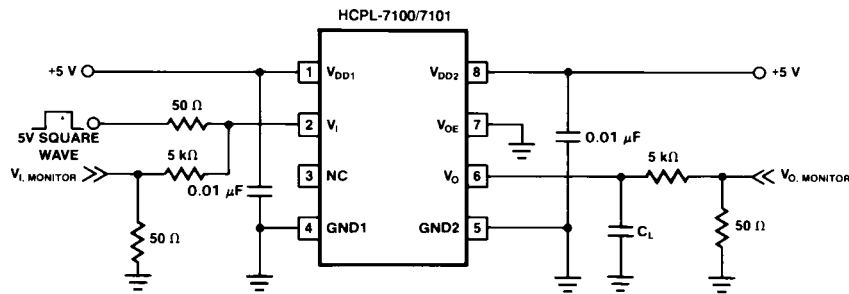 HCPL-7100/7101
+5 V
1
V_DD1
V_DD2
8
+5 V
50 Ω
5V SQUARE
WAVE
2
V_I
V_OE
7
0.01 μF
5 kΩ
V_I, MONITOR
0.01 μF
3
NC
V_O
6
5 kΩ
V_O, MONITOR
50 Ω
4
GND1
GND2
5
C_L
50 Ω